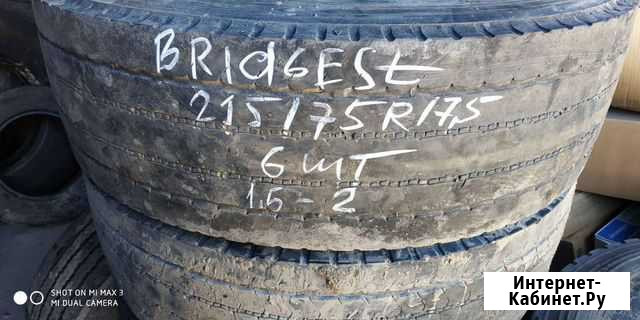 BRIdGESt
215/75R17,5
6 шт
1.5-2
SHOT ON MI MAX 3
MI DUAL CAMERA
Интернет-
Кабинет.Ру